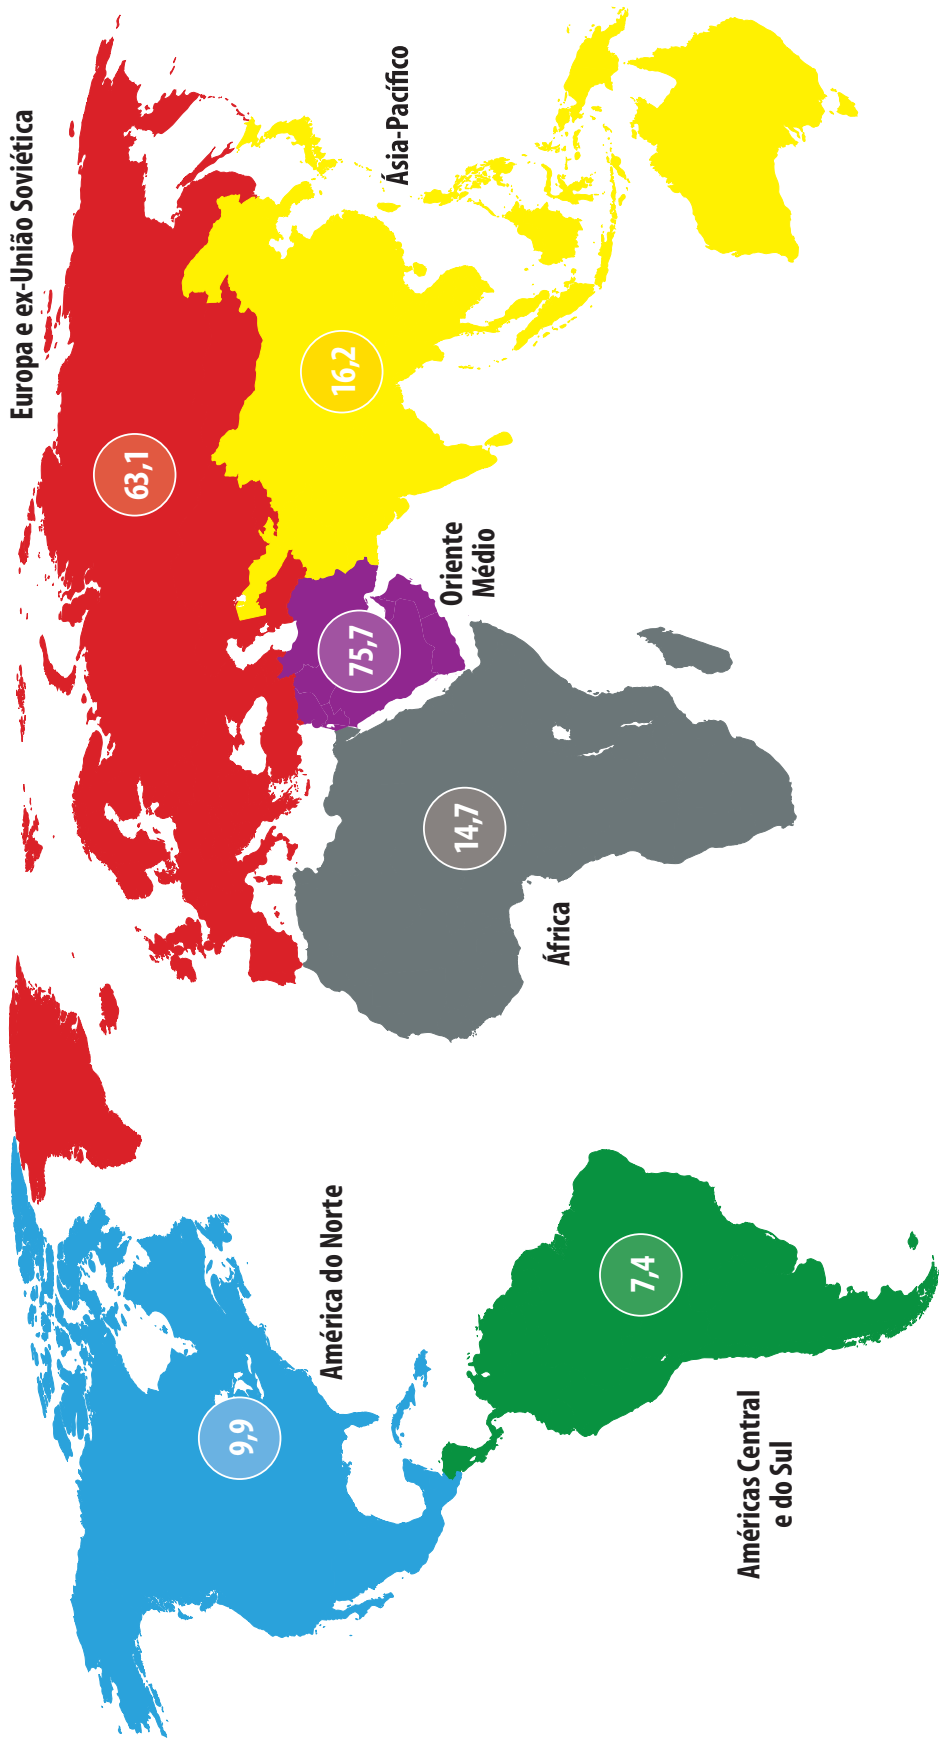 Europa e ex-União Soviética
63,1
Ásia-Pacífico
16,2
Oriente
Médio
75,7
14,7
África
América do Norte
9,9
7,4
Américas Central
e do Sul